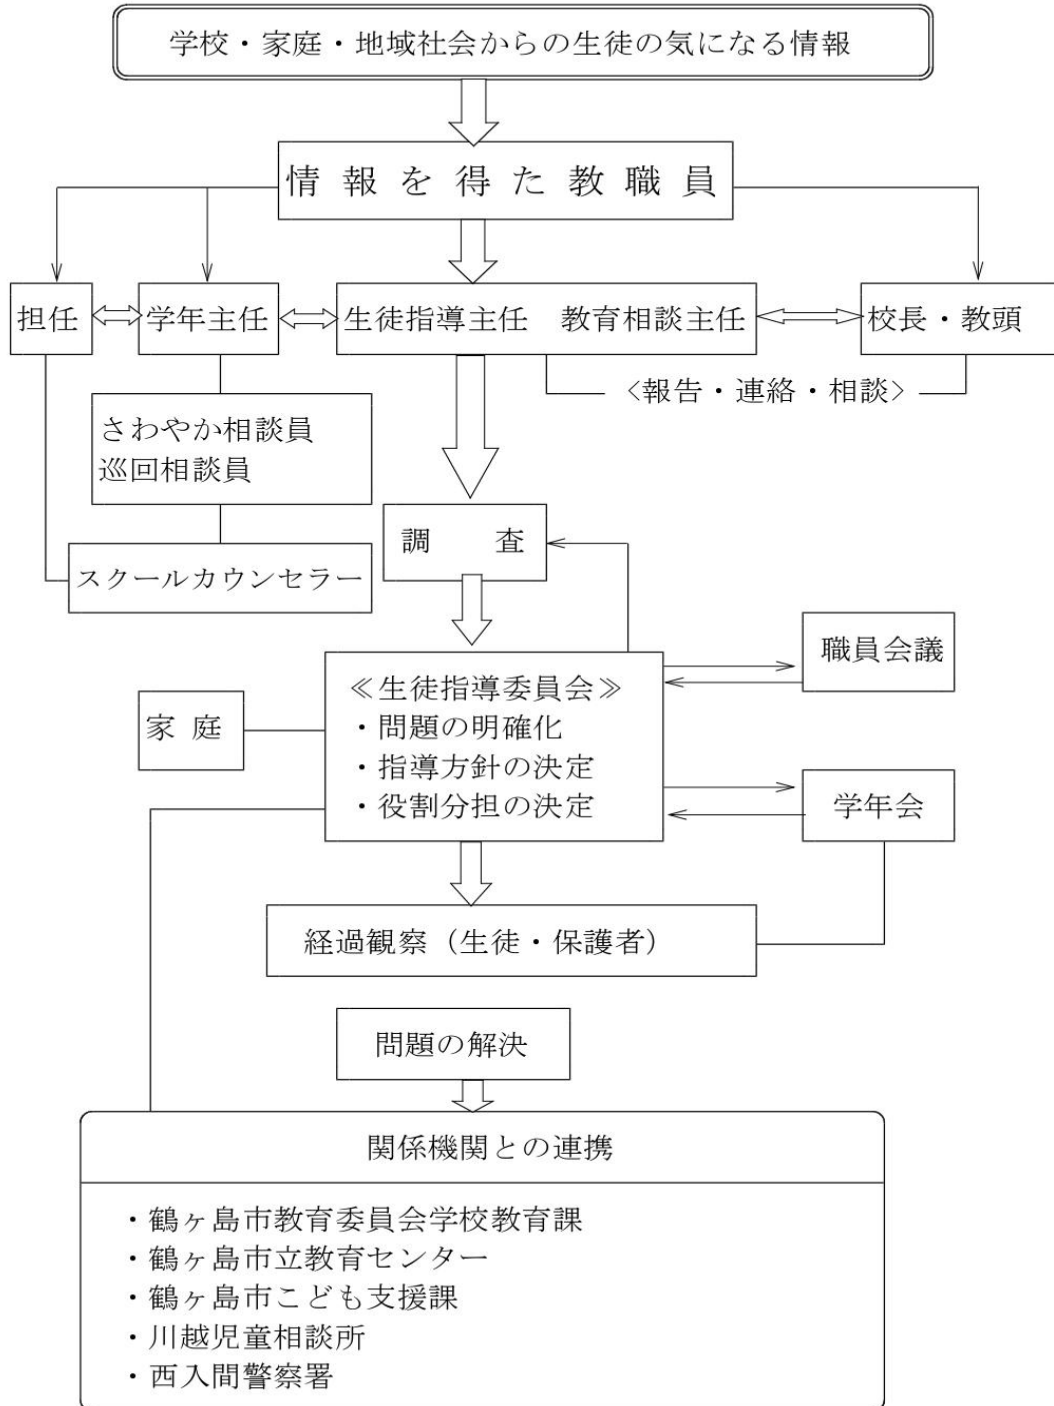 学校・家庭・地域社会からの生徒の気になる情報
情報を得た教職員
担任
学年主任
生徒指導主任　教育相談主任
校長・教頭
<報告・連絡・相談>
さわやか相談員
巡回相談員
調　査
スクールカウンセラー
職員会議
≪生徒指導委員会≫
・問題の明確化
・指導方針の決定
・役割分担の決定
家庭
学年会
経過観察（生徒・保護者）
問題の解決
関係機関との連携
・鶴ヶ島市教育委員会学校教育課
・鶴ヶ島市立教育センター
・鶴ヶ島市こども支援課
・川越児童相談所
・西入間警察署